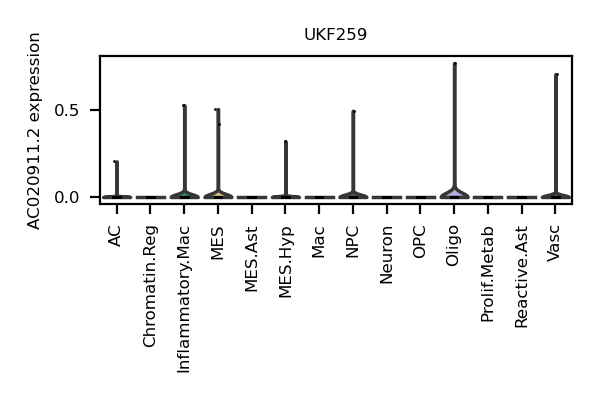 UKF259
AC020911.2 expression
0.5
0.0
AC
Chromatin.Reg
Inflammatory.Mac
MES
MES.Ast
MES.Hyp
Mac
NPC
Neuron
OPC
Oligo
Prolif.Metab
Reactive.Ast
Vasc